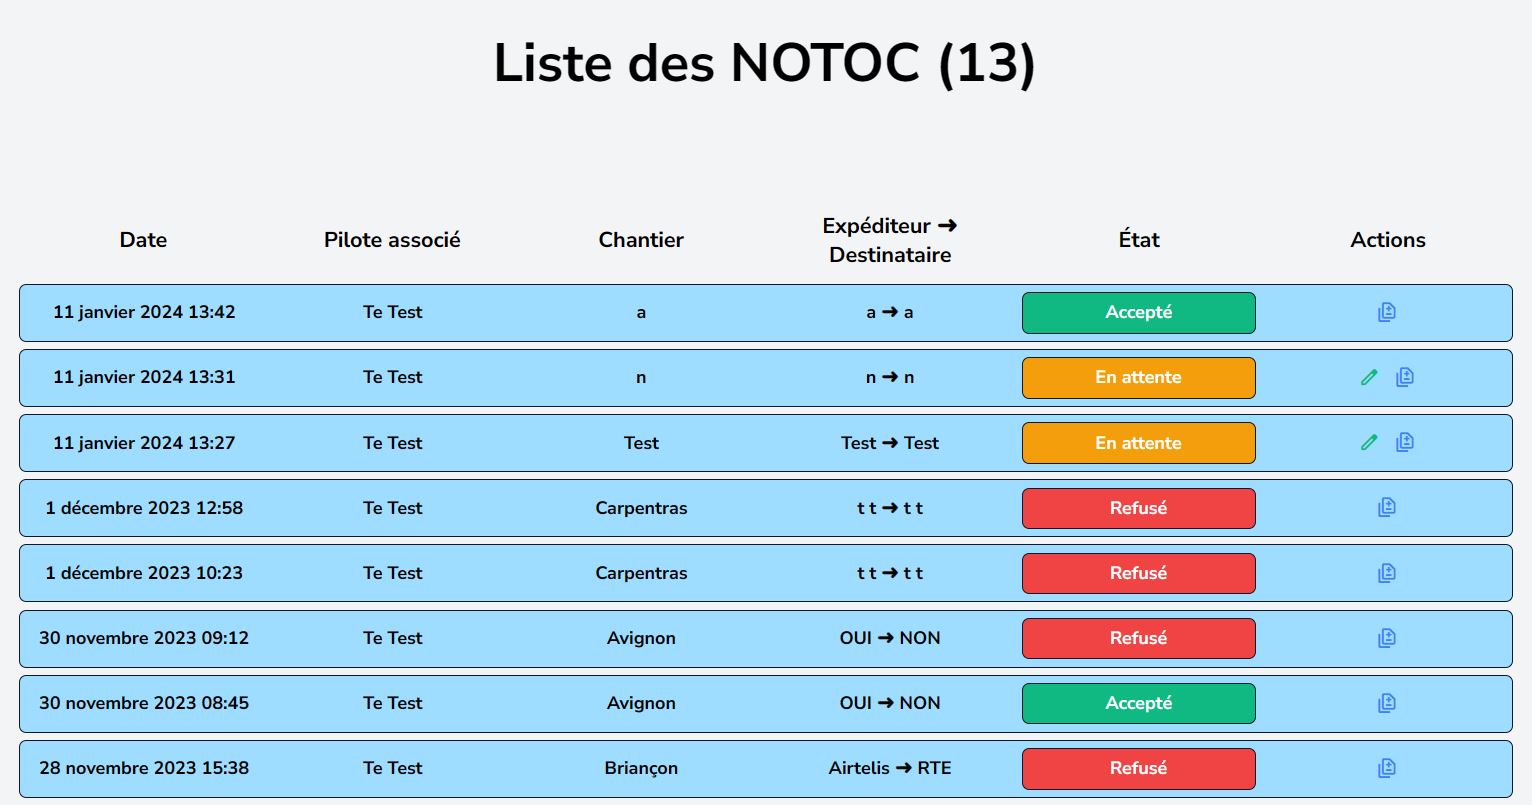 Liste des NOTOC (13)
Date Pilote associé Chantier Expéditeur ➜ Destinataire État Actions
11 janvier 2024 13:42 Te Test a a ➜ a Accepté
11 janvier 2024 13:31 Te Test n n ➜ n En attente
11 janvier 2024 13:27 Te Test Test Test ➜ Test En attente
1 décembre 2023 12:58 Te Test Carpentras t t ➜ t t Refusé
1 décembre 2023 10:23 Te Test Carpentras t t ➜ t t Refusé
30 novembre 2023 09:12 Te Test Avignon OUI ➜ NON Refusé
30 novembre 2023 08:45 Te Test Avignon OUI ➜ NON Accepté
28 novembre 2023 15:38 Te Test Briançon Airtelis ➜ RTE Refusé